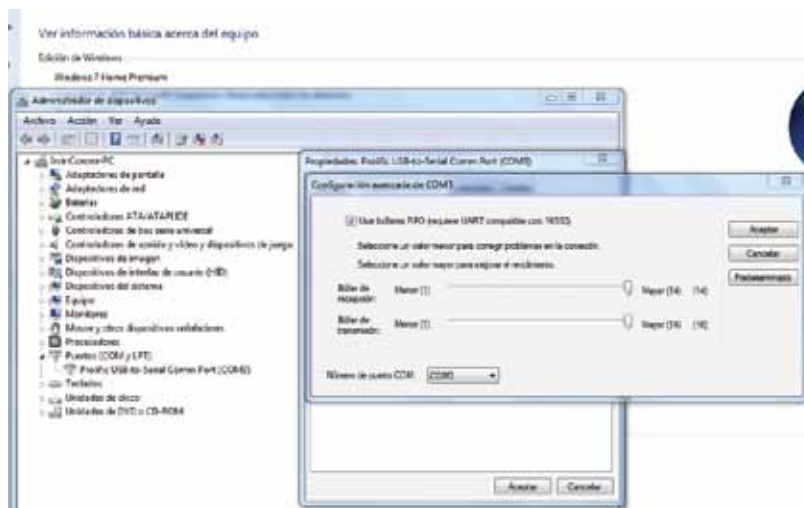 Ver información básica acerca del equipo
Edición de Windows
Windows 7 Home Premium
Administrador de dispositivos
Archivo Acción Ver Ayuda
Adaptadores de pantalla
Adaptadores de red
Baterías
Controladores ATA/ATAPI IDE
Controladoras de bus serie universal
Controladoras de sonido y vídeo y dispositivos de juego
Dispositivos de imagen
Dispositivos de interfaz de usuario (HID)
Dispositivos del sistema
Equipo
Monitores
Mouse y otros dispositivos señaladores
Procesadores
Puertos (COM y LPT)
Prolific USB-to-Serial Comm Port (COM3)
Teclados
Unidades de disco
Unidades de DVD o CD-ROM
Propiedades: Prolific USB-to-Serial Comm Port (COM3)
Configuración avanzada de COM3
Usar búferes FIFO (requiere UART compatible con 16550)
Seleccione un valor menor para corregir problemas en la conexión.
Seleccione un valor mayor para mejorar el rendimiento.
Búfer de recepción: Menor (1) Mayor (14) (14)
Búfer de transmisión: Menor (1) Mayor (16) (16)
Número de puerto COM: COM3
Aceptar
Cancelar
Predeterminado
Aceptar Cancelar